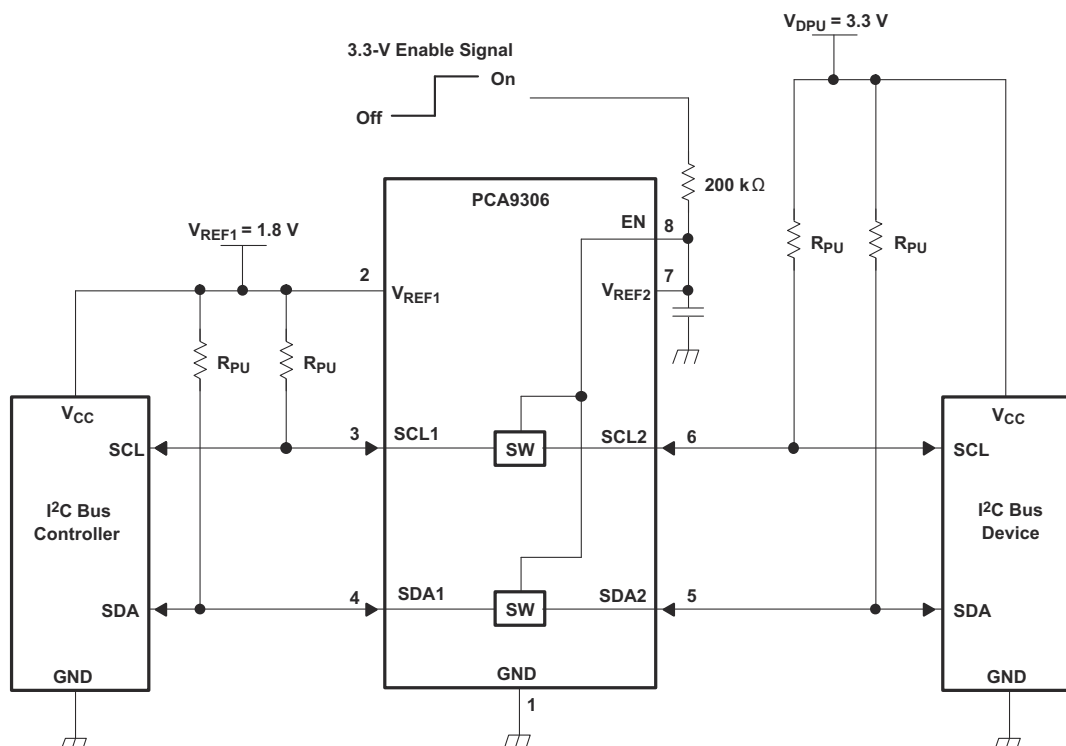 V_DPU = 3.3 V
3.3-V Enable Signal
On
Off
200 kΩ
PCA9306
EN
8
V_REF1 = 1.8 V
R_PU
R_PU
2
7
V_REF1
V_REF2
R_PU
R_PU
V_CC
V_CC
SCL
3
SCL1
SW
SCL2
6
SCL
I²C Bus
Controller
I²C Bus
Device
SDA
4
SDA1
SW
SDA2
5
SDA
GND
GND
1
GND